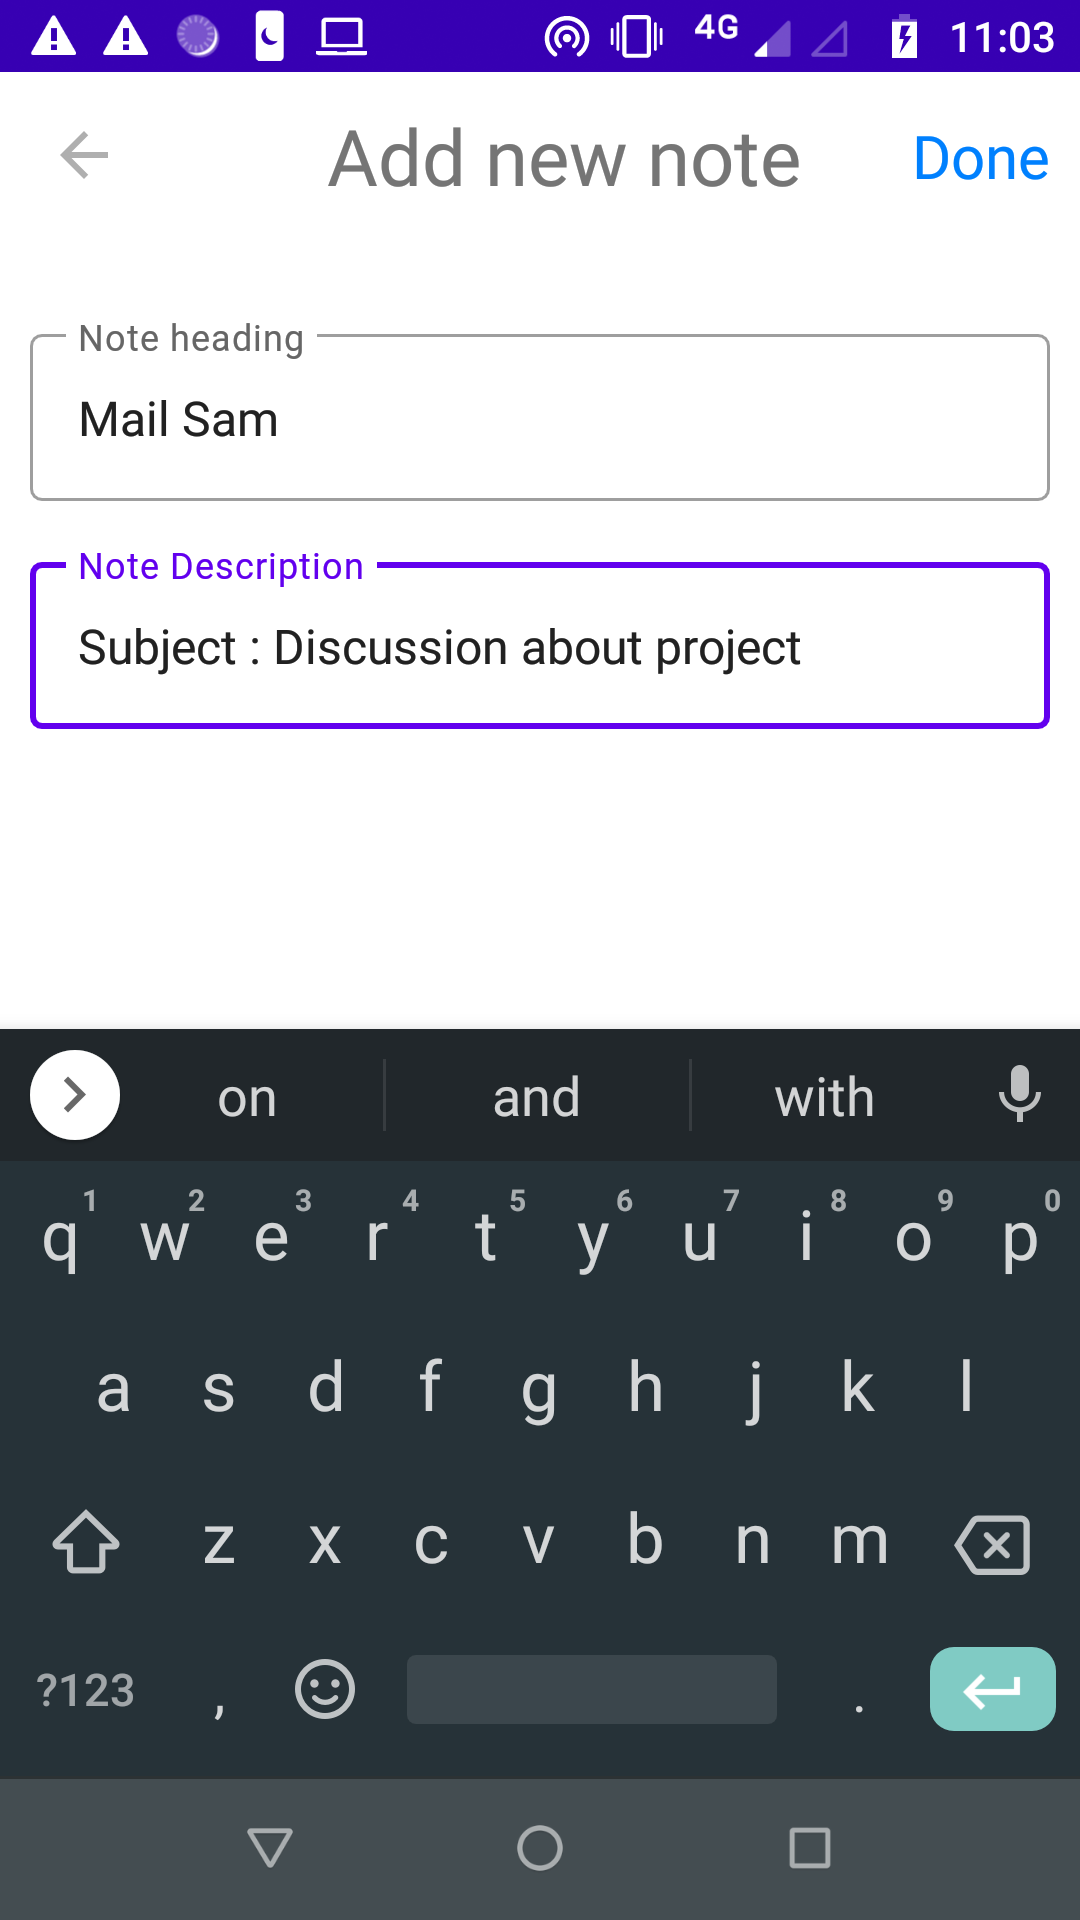 4G 11:03
Add new note Done
Note heading
Mail Sam
Note Description
Subject : Discussion about project
on and with
1 2 3 4 5 6 7 8 9 0
q w e r t y u i o p
a s d f g h j k l
z x c v b n m
?123 , .